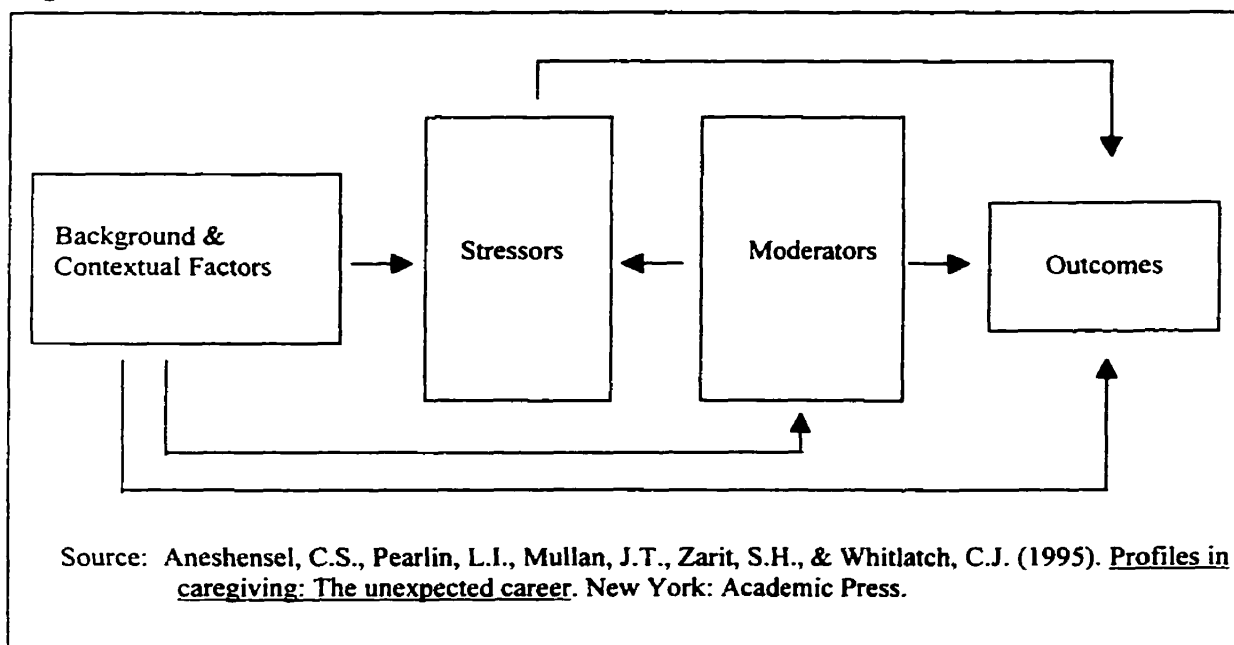 Background &
Contextual Factors
Stressors
Moderators
Outcomes
Source: Aneshensel, C.S., Pearlin, L.I., Mullan, J.T., Zarit, S.H., & Whitlatch, C.J. (1995). Profiles in
caregiving: The unexpected career. New York: Academic Press.